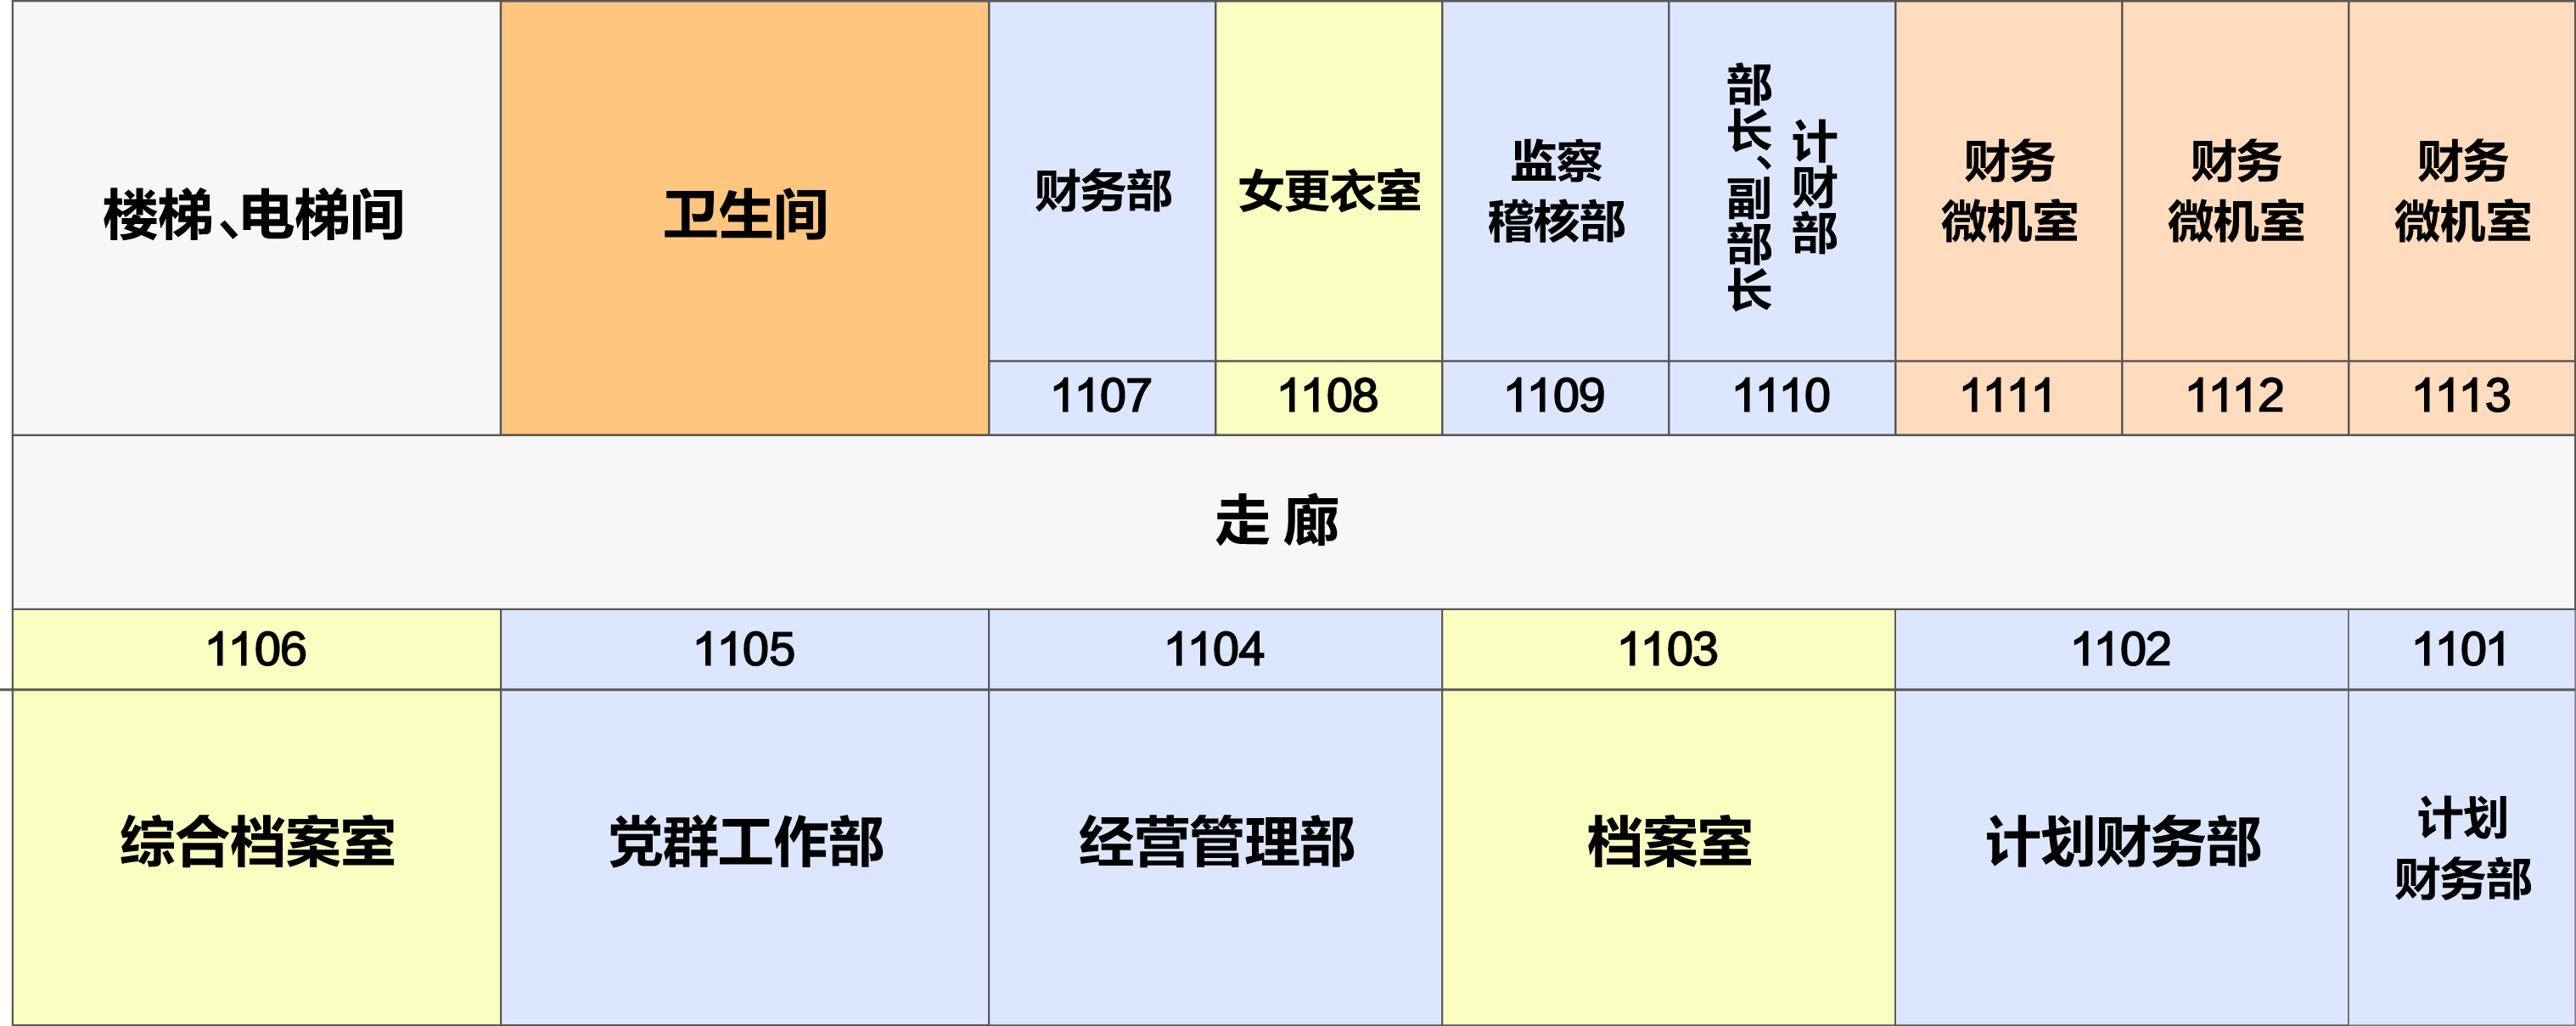 楼梯、电梯间
卫生间
财务部
女更衣室
监察
稽核部
计财部
部长、副部长
财务
微机室
财务
微机室
财务
微机室
1107
1108
1109
1110
1111
1112
1113
走 廊
1106
1105
1104
1103
1102
1101
综合档案室
党群工作部
经营管理部
档案室
计划财务部
计划
财务部